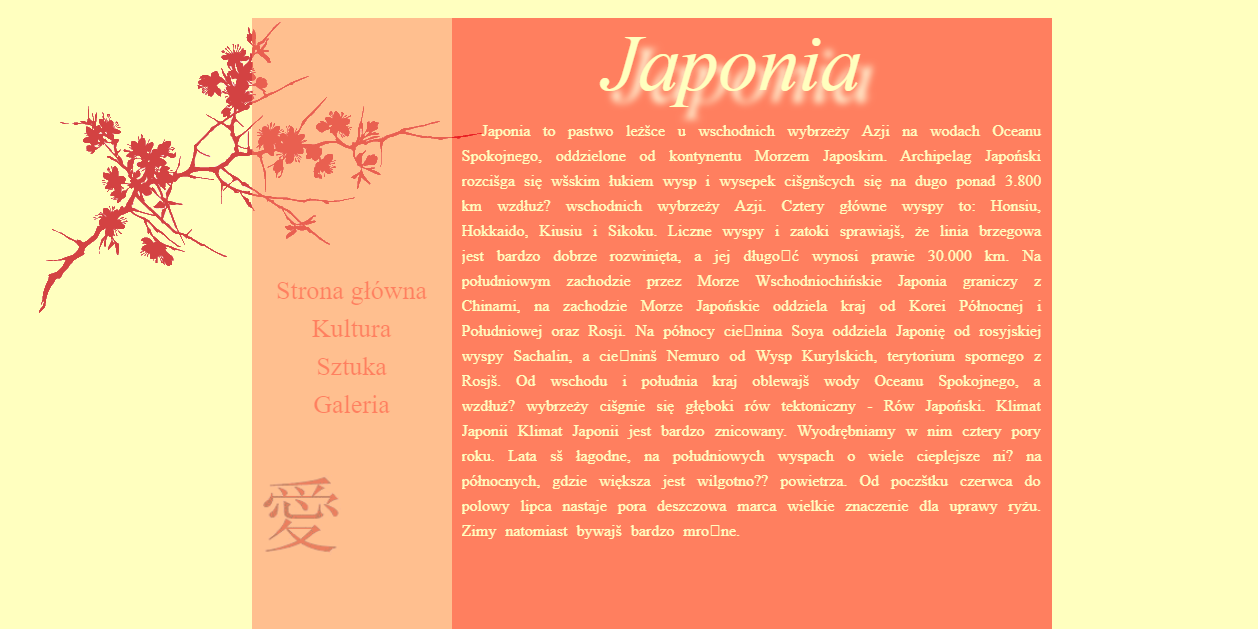 Japonia
Japonia to pastwo leżšce u wschodnich wybrzeży Azji na wodach Oceanu
Spokojnego, oddzielone od kontynentu Morzem Japoskim. Archipelag Japoński
rozcišga się wšskim łukiem wysp i wysepek cišgnšcych się na dugo ponad 3.800
km wzdłuż? wschodnich wybrzeży Azji. Cztery główne wyspy to: Honsiu,
Hokkaido, Kiusiu i Sikoku. Liczne wyspy i zatoki sprawiajš, że linia brzegowa
jest bardzo dobrze rozwinięta, a jej długo□ć wynosi prawie 30.000 km. Na
południowym zachodzie przez Morze Wschodniochińskie Japonia graniczy z
Chinami, na zachodzie Morze Japońskie oddziela kraj od Korei Północnej i
Południowej oraz Rosji. Na północy cie□nina Soya oddziela Japonię od rosyjskiej
wyspy Sachalin, a cie□ninš Nemuro od Wysp Kurylskich, terytorium spornego z
Rosjš. Od wschodu i południa kraj oblewajš wody Oceanu Spokojnego, a
wzdłuż? wybrzeży cišgnie się głęboki rów tektoniczny - Rów Japoński. Klimat
Japonii Klimat Japonii jest bardzo znicowany. Wyodrębniamy w nim cztery pory
roku. Lata sš łagodne, na południowych wyspach o wiele cieplejsze ni? na
północnych, gdzie większa jest wilgotno?? powietrza. Od poczštku czerwca do
polowy lipca nastaje pora deszczowa marca wielkie znaczenie dla uprawy ryżu.
Zimy natomiast bywajš bardzo mro□ne.
Strona główna
Kultura
Sztuka
Galeria
愛